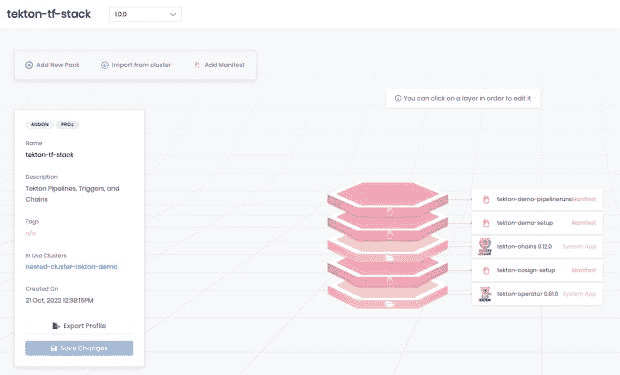 tekton-tf-stack
1.0.0
Add New Pack
Import from cluster
Add Manifest
You can click on a layer in order to edit it
ADDON
PROJ
Name
tekton-tf-stack
Description
Tekton Pipelines, Triggers, and
Chains
Tags
n/a
In Use Clusters
nested-cluster-tekton-demo
Created On
21 Oct, 2022 12:38:15PM
Export Profile
Save Changes
tekton-demo-pipelineruns Manifest
tekton-demo-setup Manifest
tekton-chains 0.12.0 System App
tekton-cosign-setup Manifest
tekton-operator 0.61.0 System App